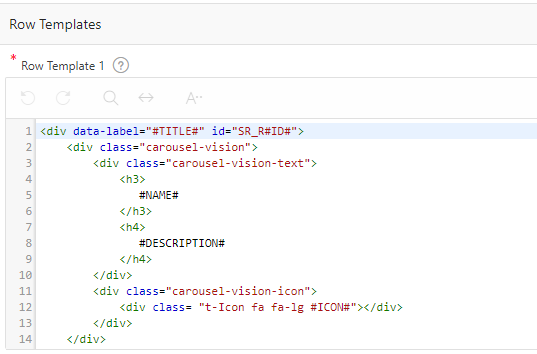 Row Templates
* Row Template 1 ?
A
1 <div data-label="#TITLE#" id="SR_R#ID#">
2     <div class="carousel-vision">
3         <div class="carousel-vision-text">
4             <h3>
5                #NAME#
6             </h3>
7             <h4>
8                #DESCRIPTION#
9             </h4>
10         </div>
11         <div class="carousel-vision-icon">
12             <div class= "t-Icon fa fa-lg #ICON#"></div>
13         </div>
14     </div>